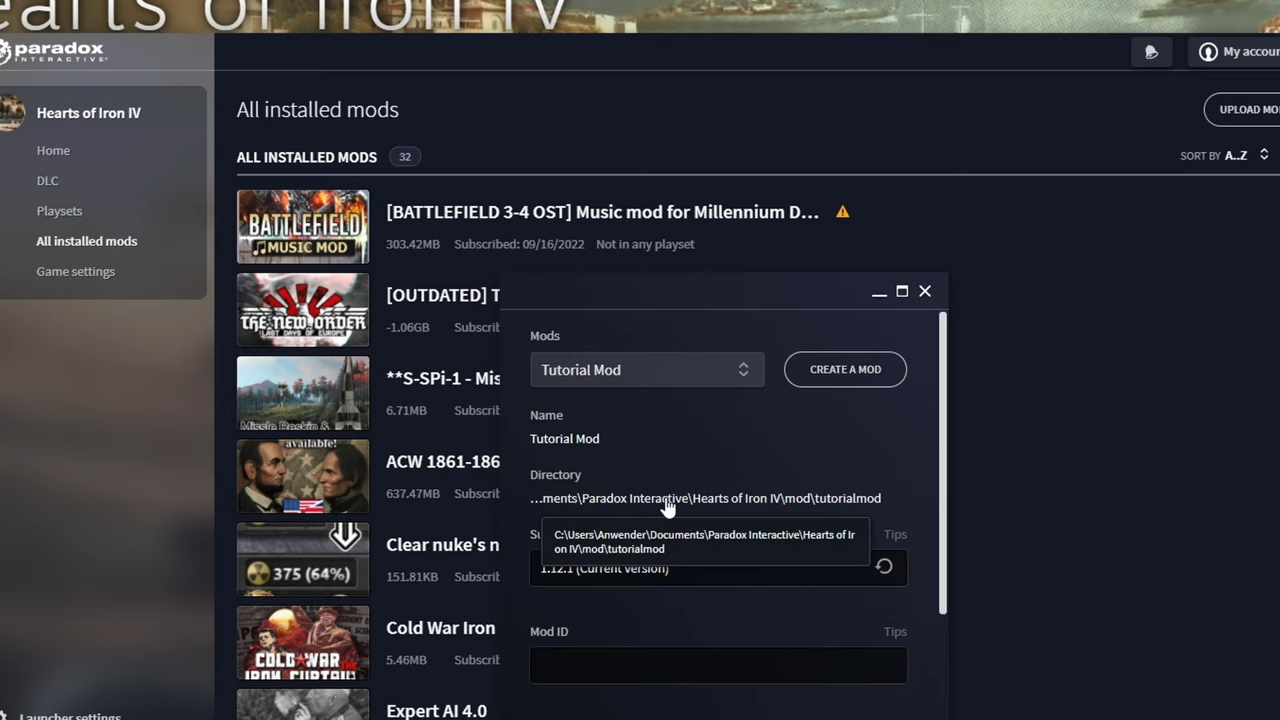 earts of Iron IV
paradox
INTERACTIVE
My accou
Hearts of Iron IV
Home
DLC
Playsets
All installed mods
Game settings
Launcher settings
All installed mods
UPLOAD MO
ALL INSTALLED MODS 32
SORT BY A..Z
BATTLEFIELD
MUSIC MOD
[BATTLEFIELD 3-4 OST] Music mod for Millennium D...
303.42MB Subscribed: 09/16/2022 Not in any playset
THE NEW ORDER
LAST DAYS OF EUROPE
[OUTDATED] T
-1.06GB Subscrib
Missle Reskin &
**S-SPi-1 - Mis
6.71MB Subscrib
available!
ACW 1861-186
637.47MB Subscrib
375 (64%)
Clear nuke's n
151.81KB Subscrib
COLD WAR
IRON CURTAIN
Cold War Iron
5.46MB Subscrib
Expert AI 4.0
Mods
Tutorial Mod
CREATE A MOD
Name
Tutorial Mod
Directory
...ments\Paradox Interactive\Hearts of Iron IV\mod\tutorialmod
C:\Users\Anwender\Documents\Paradox Interactive\Hearts of Ir
on IV\mod\tutorialmod
Su
Tips
1.12.1 (Current version)
Mod ID
Tips